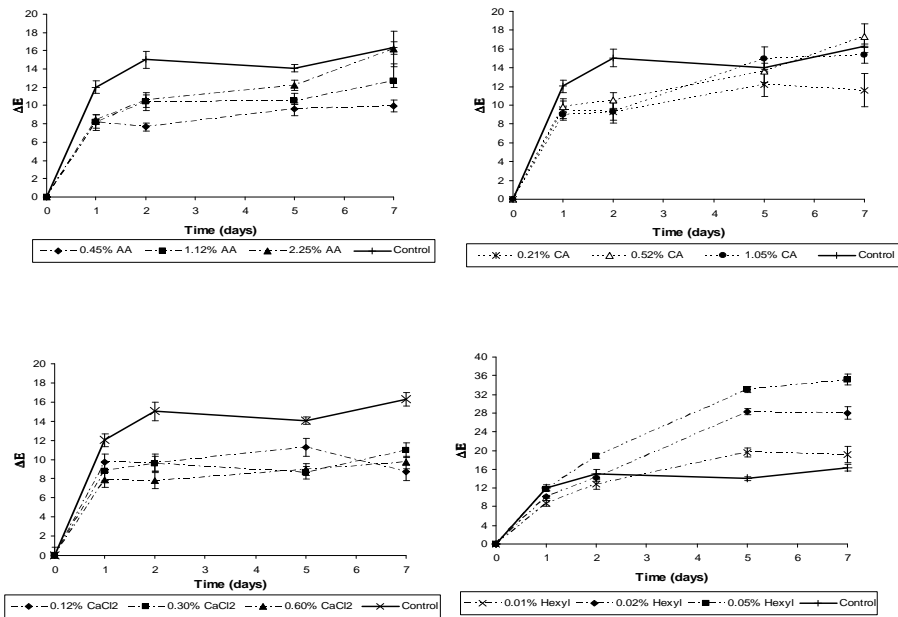 20
18
16
14
12
10
8
6
4
2
0
ΔE
0 1 2 3 4 5 6 7
Time (days)
0.45% AA 1.12% AA 2.25% AA Control
20
18
16
14
12
10
8
6
4
2
0
ΔE
0 1 2 3 4 5 6 7
Time (days)
0.21% CA 0.52% CA 1.05% CA Control
20
18
16
14
12
10
8
6
4
2
0
ΔE
0 1 2 3 4 5 6 7
Time (days)
0.12% CaCl2 0.30% CaCl2 0.60% CaCl2 Control
40
36
32
28
24
20
16
12
8
4
0
ΔE
0 1 2 3 4 5 6 7
Time (days)
0.01% Hexyl 0.02% Hexyl 0.05% Hexyl Control